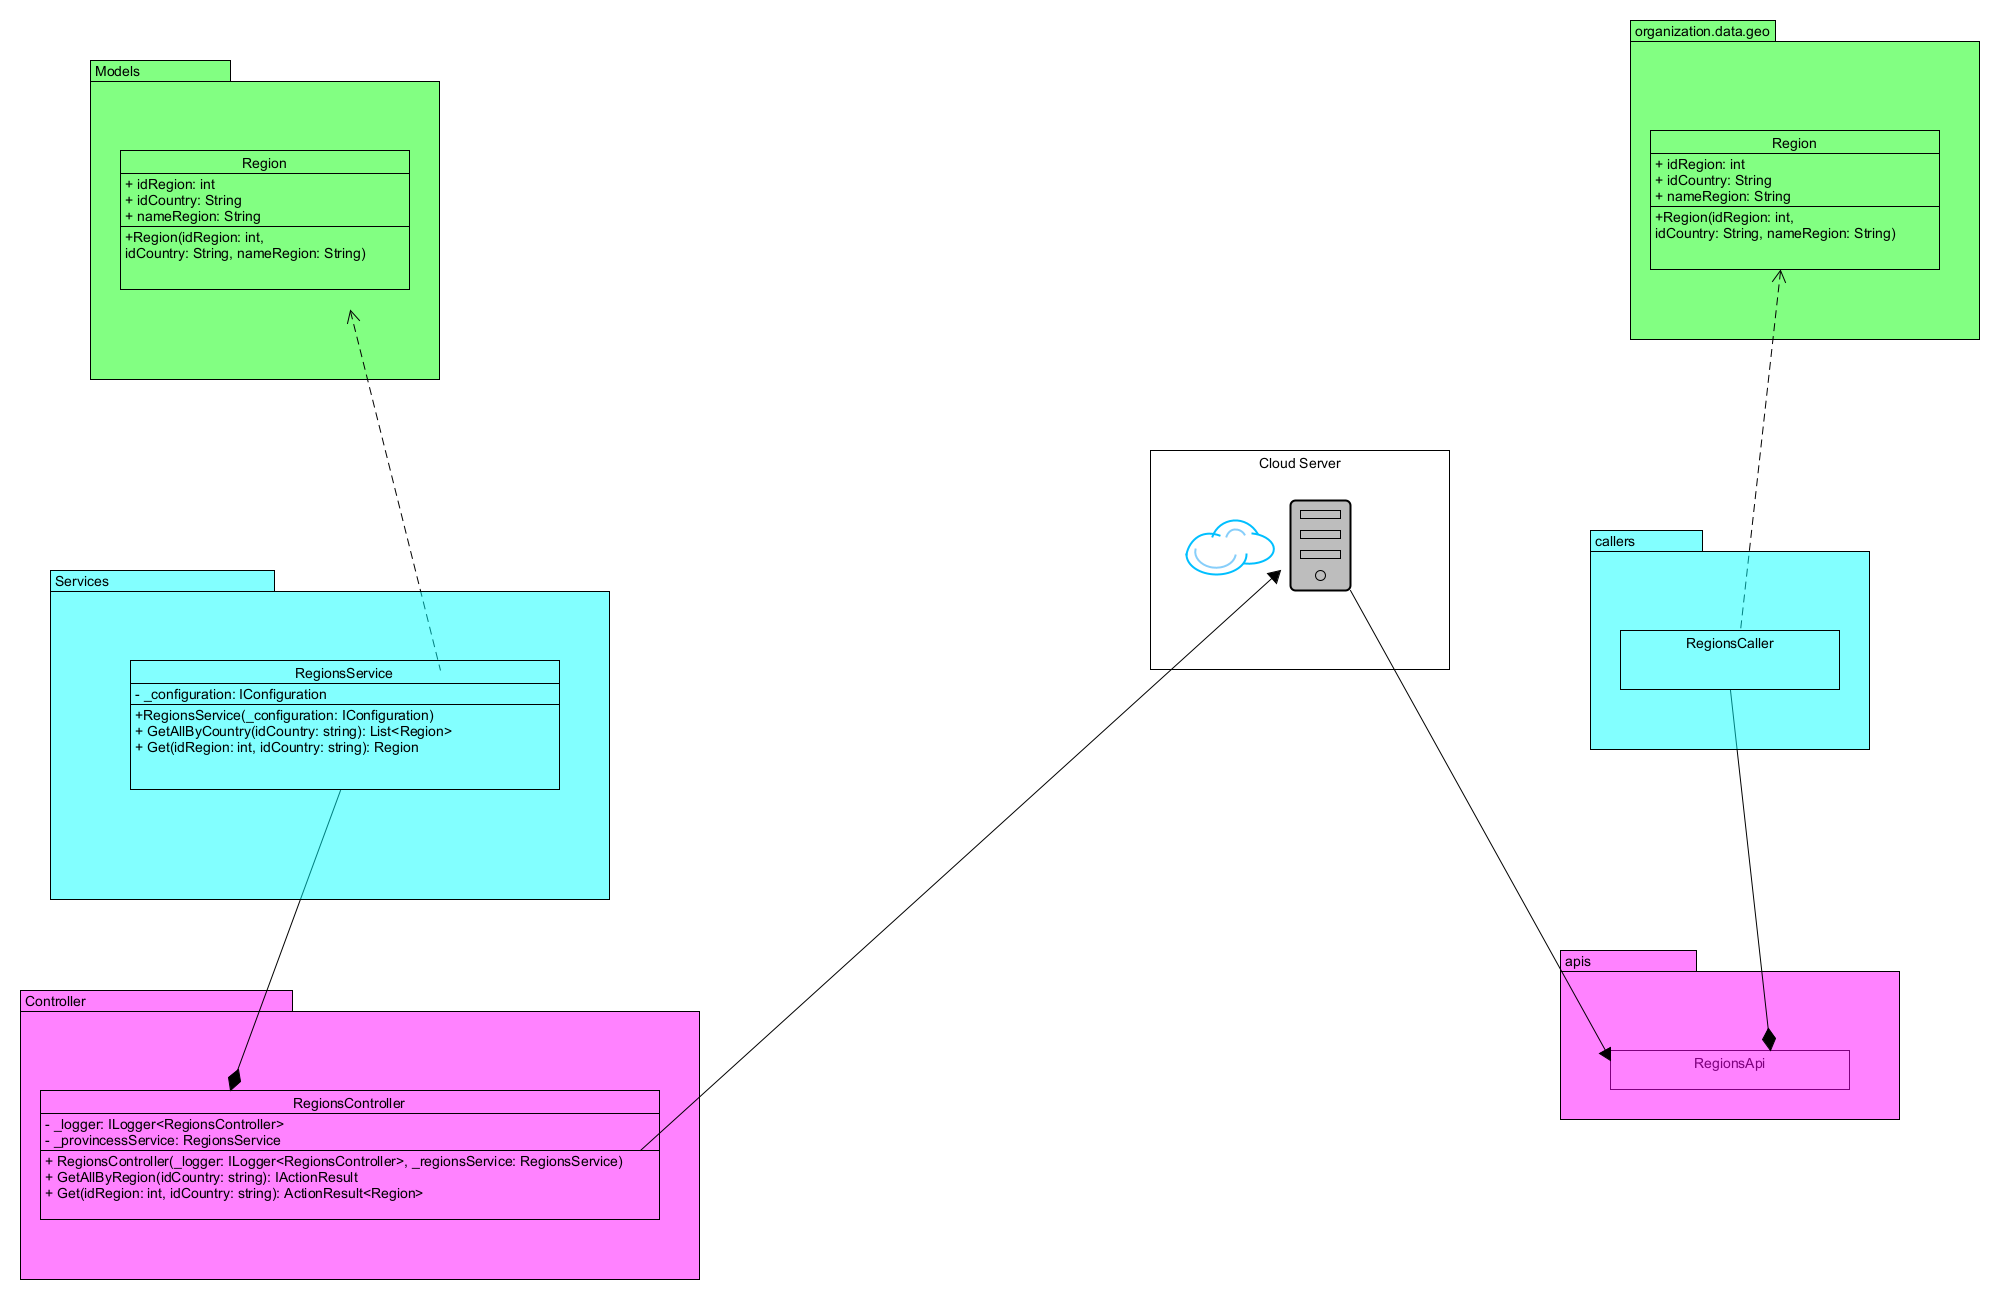 Models
Region
+ idRegion: int
+ idCountry: String
+ nameRegion: String
+Region(idRegion: int,
idCountry: String, nameRegion: String)
Services
RegionsService
- _configuration: IConfiguration
+RegionsService(_configuration: IConfiguration)
+ GetAllByCountry(idCountry: string): List<Region>
+ Get(idRegion: int, idCountry: string): Region
Controller
RegionsController
- _logger: ILogger<RegionsController>
- _provincessService: RegionsService
+ RegionsController(_logger: ILogger<RegionsController>, _regionsService: RegionsService)
+ GetAllByRegion(idCountry: string): IActionResult
+ Get(idRegion: int, idCountry: string): ActionResult<Region>
Cloud Server
organization.data.geo
Region
+ idRegion: int
+ idCountry: String
+ nameRegion: String
+Region(idRegion: int,
idCountry: String, nameRegion: String)
callers
RegionsCaller
apis
RegionsApi